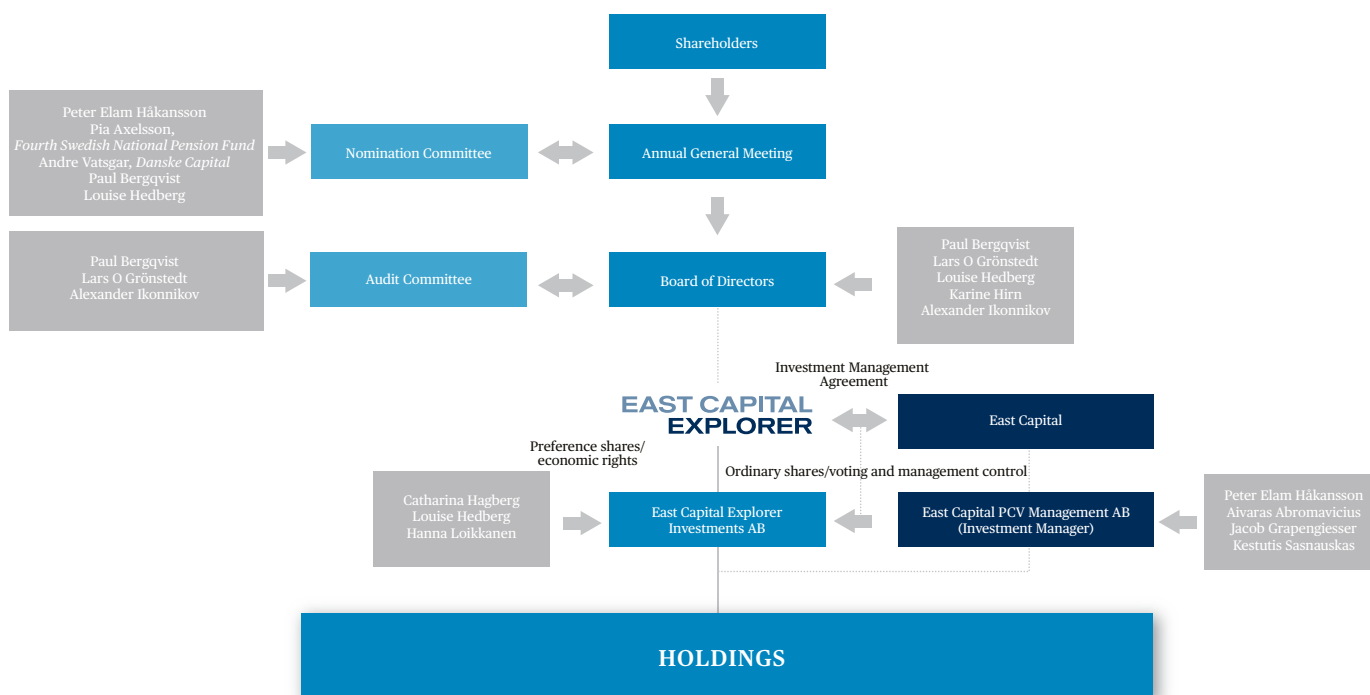 Shareholders
Peter Elam Håkansson
Pia Axelsson,
Fourth Swedish National Pension Fund
Andre Vatsgar, Danske Capital
Paul Bergqvist
Louise Hedberg
Nomination Committee
Annual General Meeting
Paul Bergqvist
Lars O Grönstedt
Alexander Ikonnikov
Audit Committee
Board of Directors
Paul Bergqvist
Lars O Grönstedt
Louise Hedberg
Karine Hirn
Alexander Ikonnikov
Investment Management
Agreement
EAST CAPITAL
EXPLORER
East Capital
Preference shares/
economic rights
Ordinary shares/voting and management control
Catharina Hagberg
Louise Hedberg
Hanna Loikkanen
East Capital Explorer
Investments AB
East Capital PCV Management AB
(Investment Manager)
Peter Elam Håkansson
Aivaras Abromavicius
Jacob Grapengiesser
Kestutis Sasnauskas
HOLDINGS